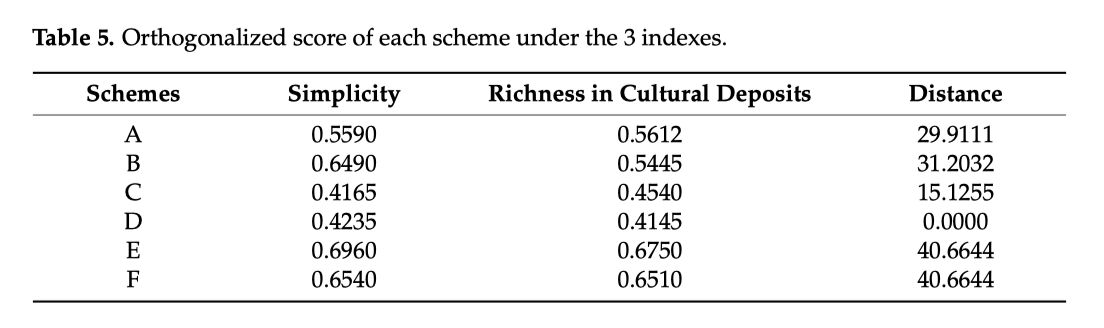 Table 5. Orthogonalized score of each scheme under the 3 indexes.
Schemes Simplicity Richness in Cultural Deposits Distance
A 0.5590 0.5612 29.9111
B 0.6490 0.5445 31.2032
C 0.4165 0.4540 15.1255
D 0.4235 0.4145 0.0000
E 0.6960 0.6750 40.6644
F 0.6540 0.6510 40.6644